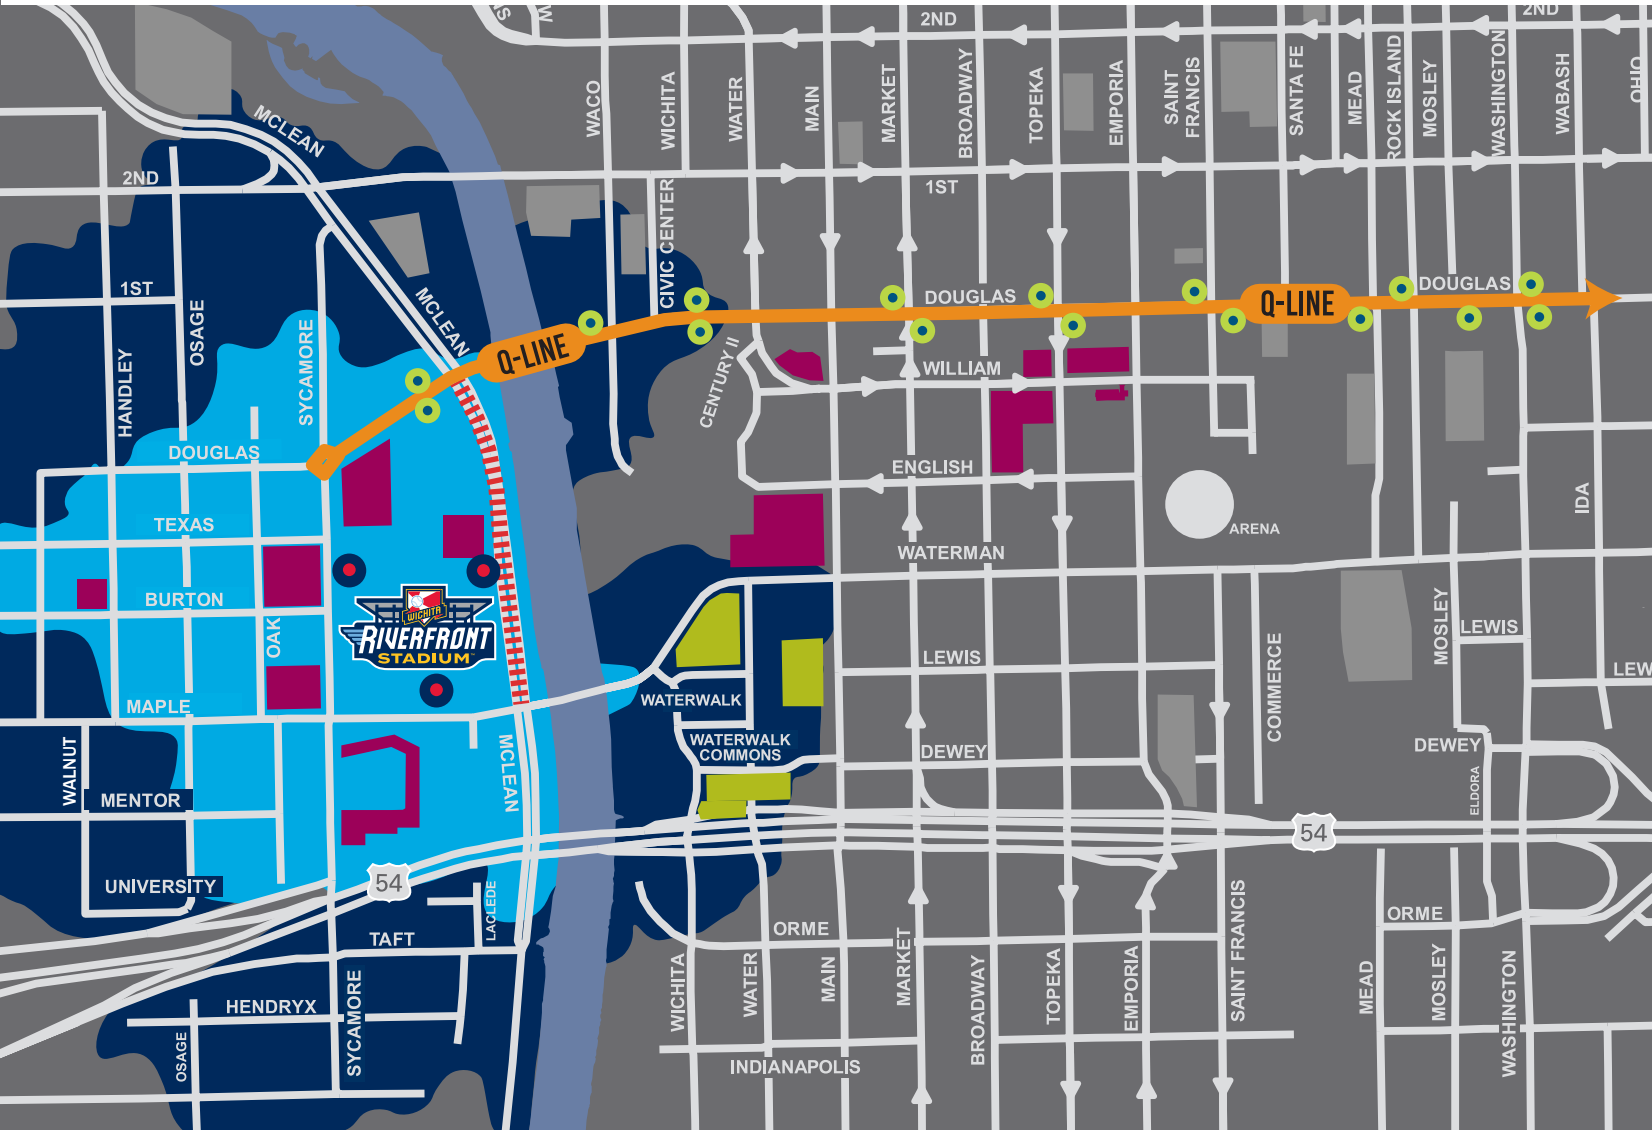 2ND
2ND
WACO
WICHITA
WATER
MAIN
MARKET
BROADWAY
TOPEKA
EMPORIA
SAINT
FRANCIS
SANTA FE
MEAD
ROCK ISLAND
MOSLEY
WASHINGTON
WABASH
OHIO
MCLEAN
2ND
1ST
CIVIC CENTER
1ST
OSAGE
HANDLEY
SYCAMORE
MCLEAN
Q-LINE
DOUGLAS
Q-LINE
DOUGLAS
CENTURY II
WILLIAM
DOUGLAS
ENGLISH
TEXAS
ARENA
IDA
WATERMAN
BURTON
OAK
WICHITA
RIVERFRONT
STADIUM
LEWIS
COMMERCE
MOSLEY
LEWIS
LEW
MAPLE
WATERWALK
WATERWALK
COMMONS
DEWEY
DEWEY
WALNUT
MCLEAN
MENTOR
ELDORA
54
54
UNIVERSITY
LACLEDE
TAFT
ORME
ORME
HENDRYX
OSAGE
SYCAMORE
WICHITA
WATER
MAIN
MARKET
BROADWAY
TOPEKA
EMPORIA
SAINT FRANCIS
MEAD
MOSLEY
WASHINGTON
INDIANAPOLIS